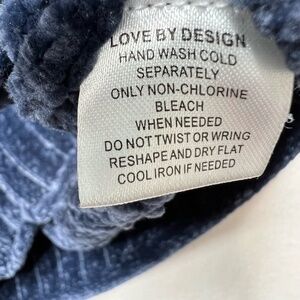 LOVE BY DESIGN
HAND WASH COLD
SEPARATELY
ONLY NON-CHLORINE
BLEACH
WHEN NEEDED
DO NOT TWIST OR WRING
RESHAPE AND DRY FLAT
COOL IRON IF NEEDED